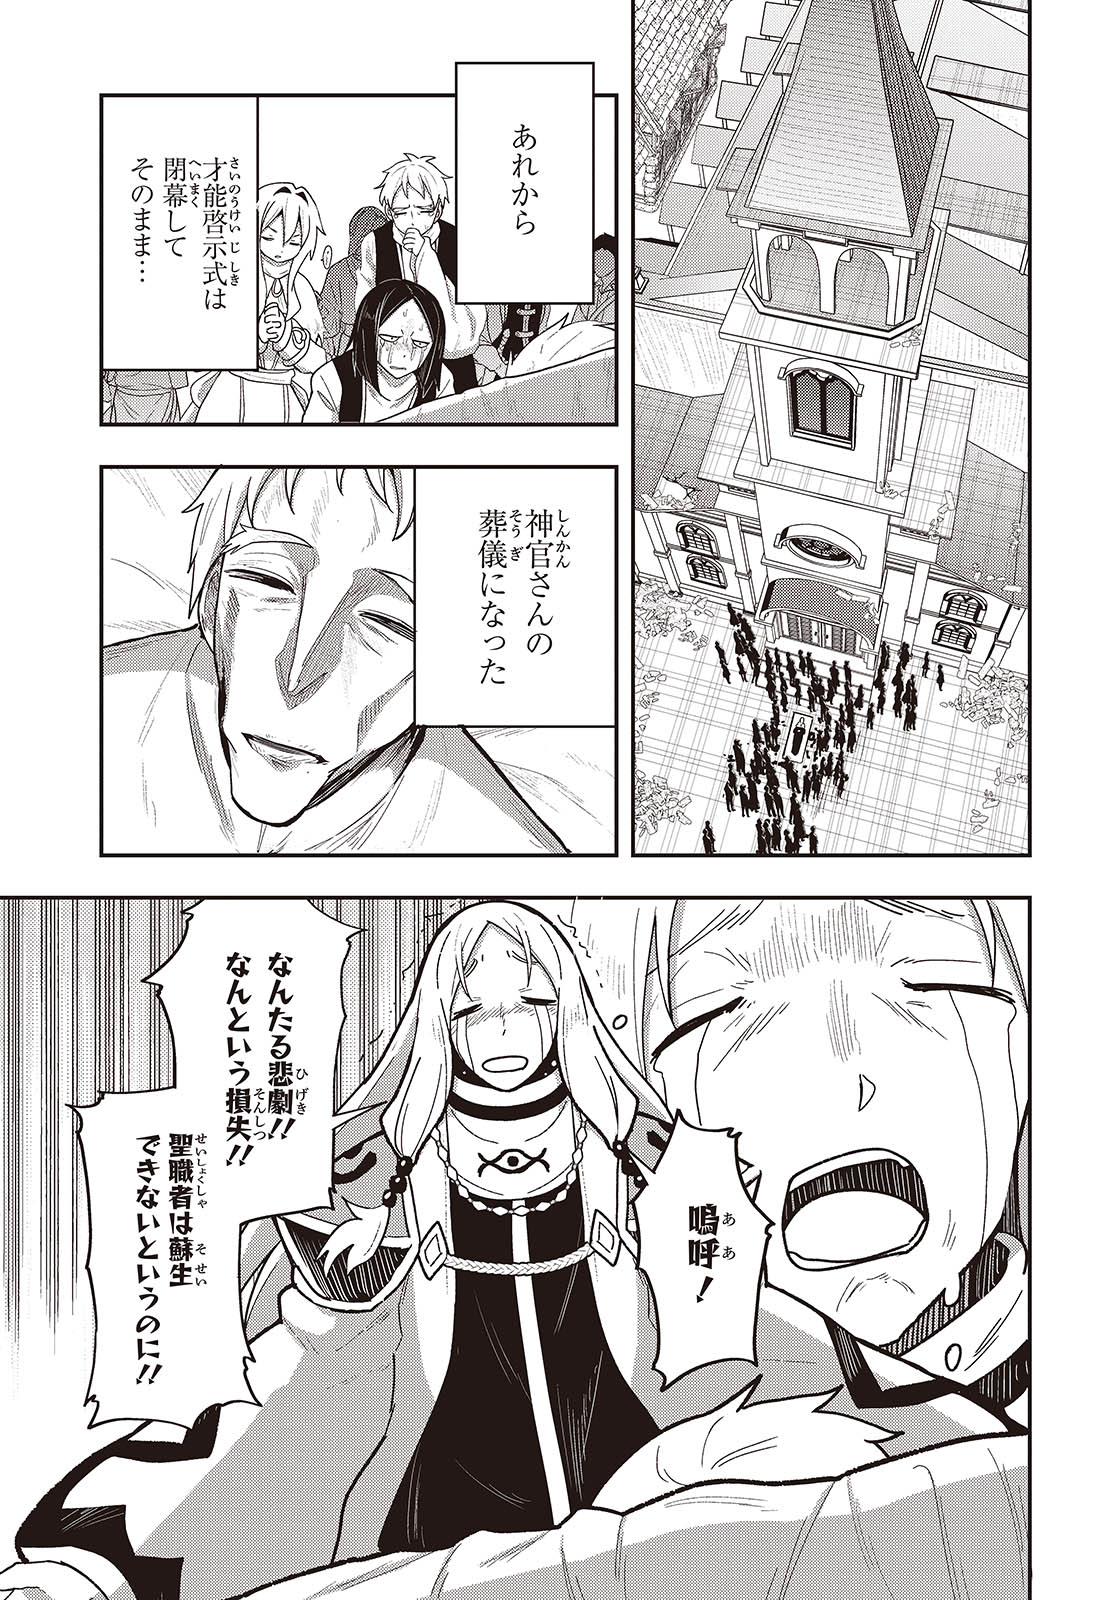 あれから
才能啓示式は
閉幕して
そのまま…
神官さんの
葬儀になった
嗚呼！
なんたる悲劇!!
なんという損失!!
聖職者は蘇生
できないというのに!!